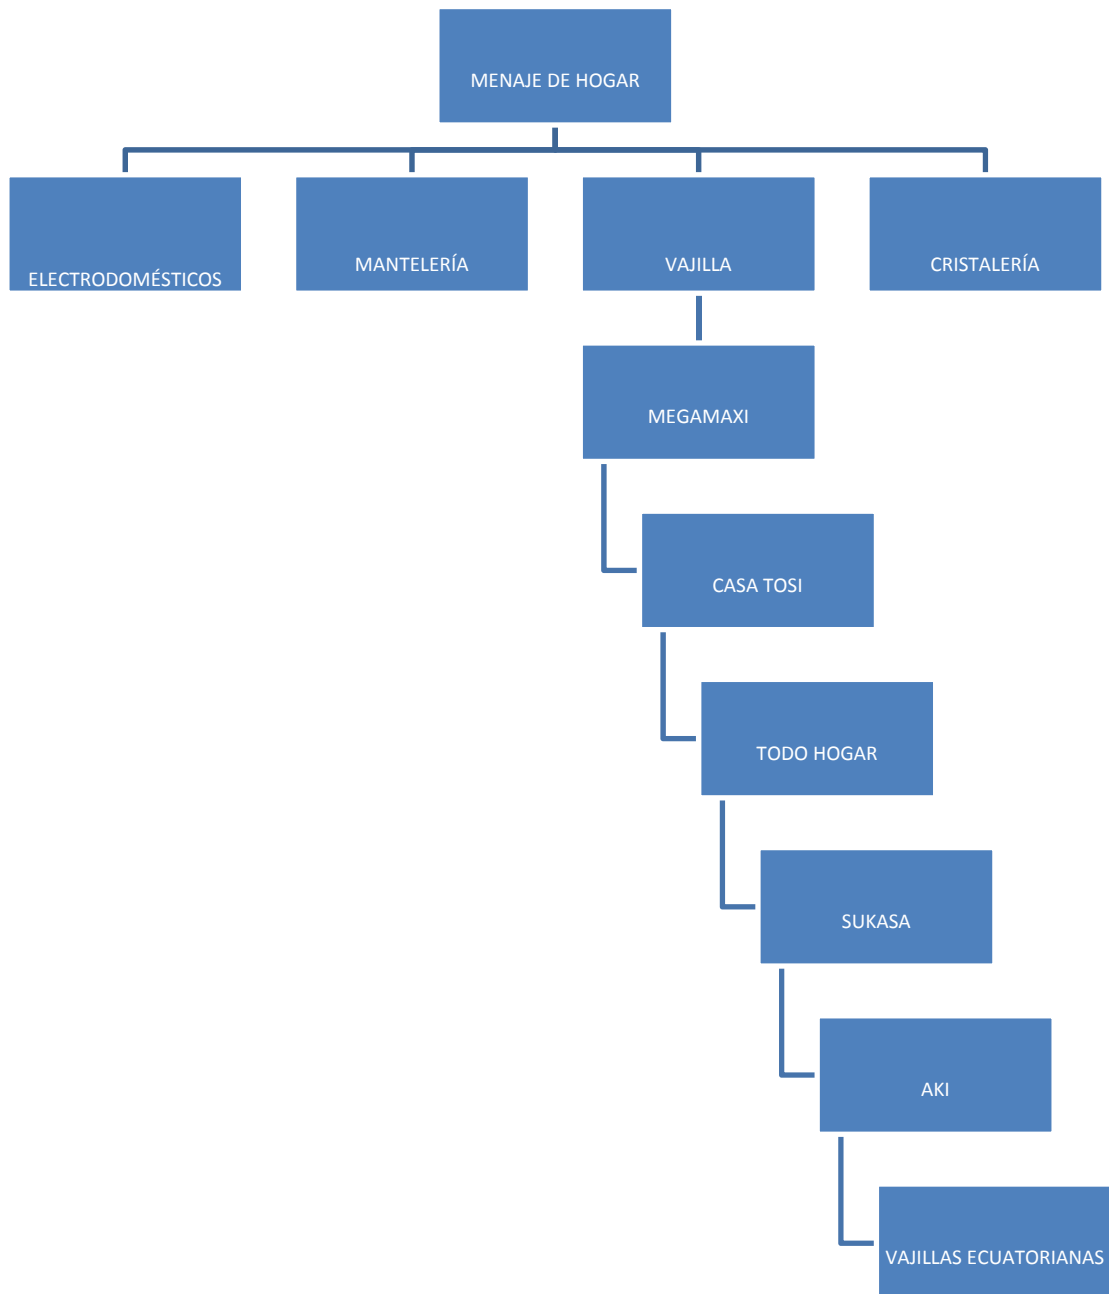 MENAJE DE HOGAR
ELECTRODOMÉSTICOS
MANTELERÍA
VAJILLA
CRISTALERÍA
MEGAMAXI
CASA TOSI
TODO HOGAR
SUKASA
AKI
VAJILLAS ECUATORIANAS